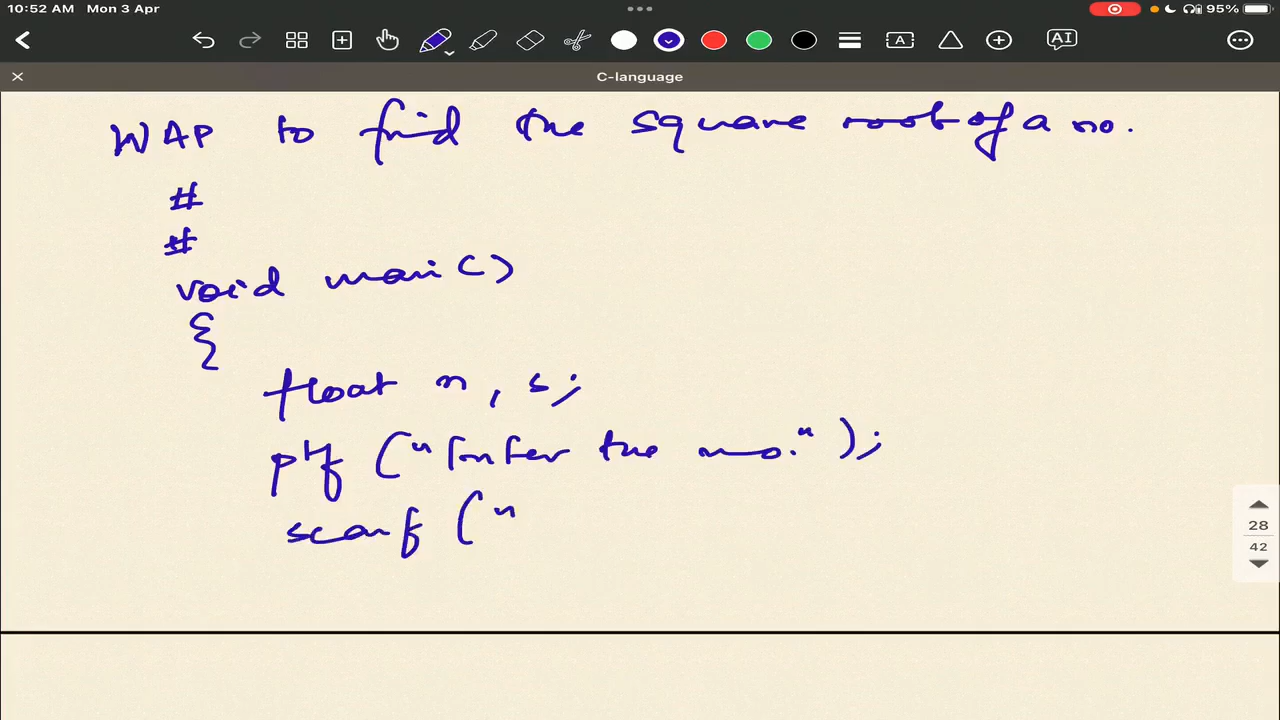 10:52 AM Mon 3 Apr
95%
A
AI
C-language
WAP to find the square root of a no.
#
#
void main()
{
float n, s;
ptf ("Enter the no.");
scanf ("
28
42